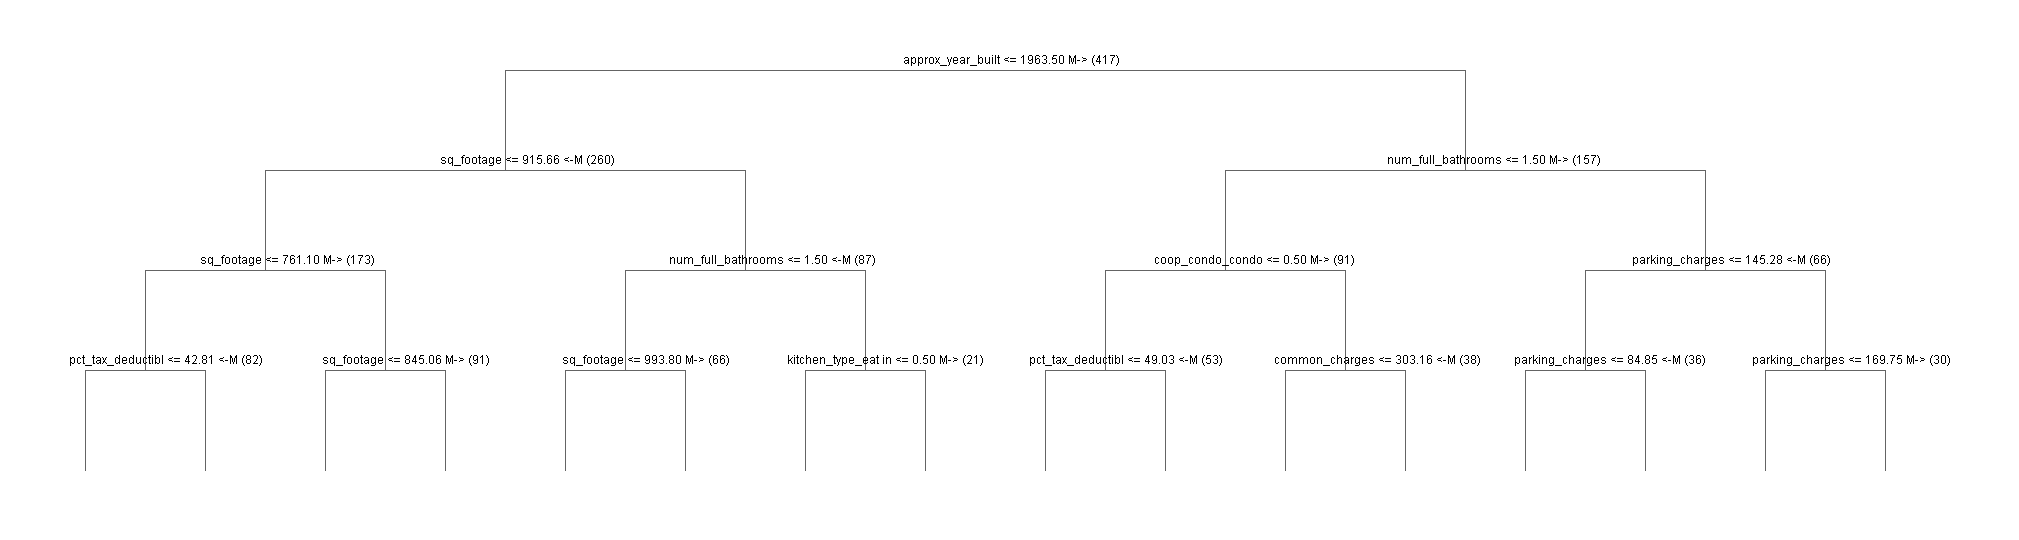 approx_year_built <= 1963.50 M-> (417)
sq_footage <= 915.66 <-M (260)
num_full_bathrooms <= 1.50 M-> (157)
sq_footage <= 761.10 M-> (173)
num_full_bathrooms <= 1.50 <-M (87)
coop_condo_condo <= 0.50 M-> (91)
parking_charges <= 145.28 <-M (66)
pct_tax_deductibl <= 42.81 <-M (82)
sq_footage <= 845.06 M-> (91)
sq_footage <= 993.80 M-> (66)
kitchen_type_eat in <= 0.50 M-> (21)
pct_tax_deductibl <= 49.03 <-M (53)
common_charges <= 303.16 <-M (38)
parking_charges <= 84.85 <-M (36)
parking_charges <= 169.75 M-> (30)